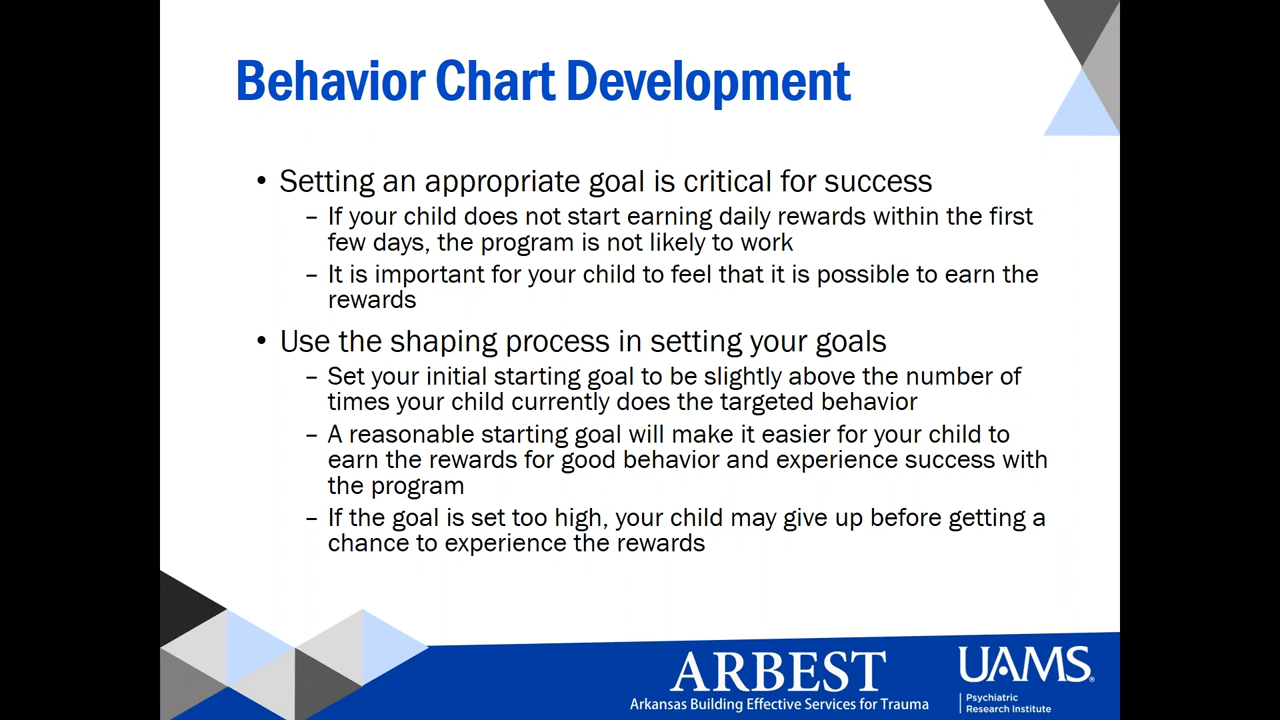 Behavior Chart Development
• Setting an appropriate goal is critical for success
– If your child does not start earning daily rewards within the first
few days, the program is not likely to work
– It is important for your child to feel that it is possible to earn the
rewards
• Use the shaping process in setting your goals
– Set your initial starting goal to be slightly above the number of
times your child currently does the targeted behavior
– A reasonable starting goal will make it easier for your child to
earn the rewards for good behavior and experience success with
the program
– If the goal is set too high, your child may give up before getting a
chance to experience the rewards
ARBEST
Arkansas Building Effective Services for Trauma
UAMS®
Psychiatric
Research Institute